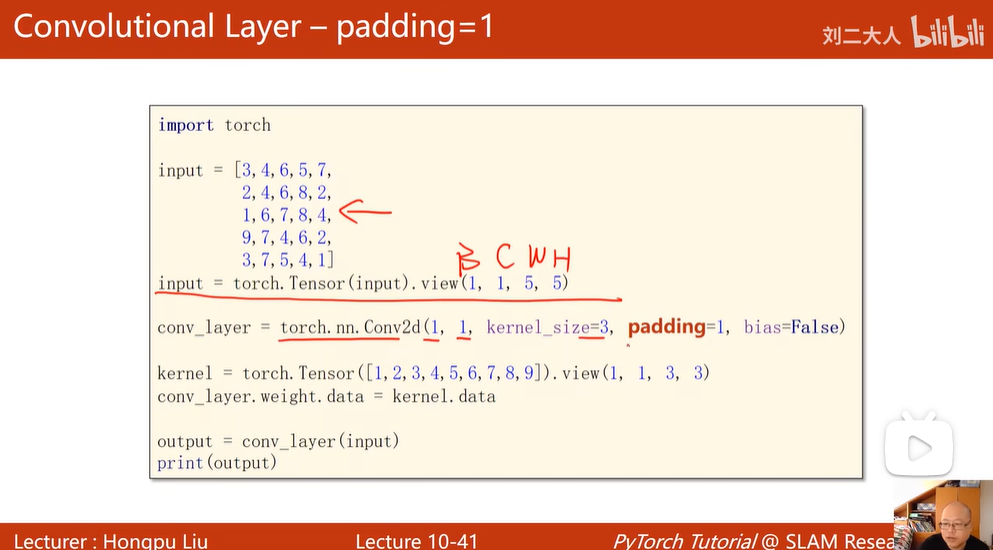 Convolutional Layer – padding=1
刘二大人 bilibili
import torch
input = [3,4,6,5,7,
2,4,6,8,2,
1,6,7,8,4,
9,7,4,6,2,
3,7,5,4,1]
B C W H
input = torch.Tensor(input).view(1, 1, 5, 5)
conv_layer = torch.nn.Conv2d(1, 1, kernel_size=3, padding=1, bias=False)
kernel = torch.Tensor([1,2,3,4,5,6,7,8,9]).view(1, 1, 3, 3)
conv_layer.weight.data = kernel.data
output = conv_layer(input)
print(output)
Lecturer : Hongpu Liu
Lecture 10-41
PyTorch Tutorial @ SLAM Resea